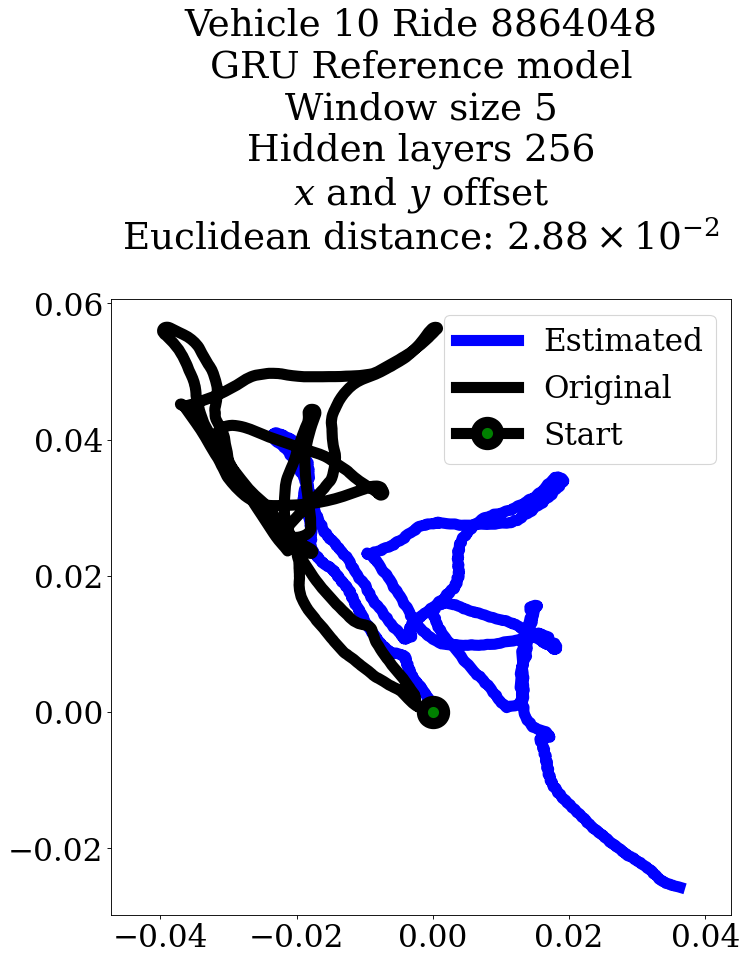 Vehicle 10 Ride 8864048
GRU Reference model
Window size 5
Hidden layers 256
x and y offset
Euclidean distance: 2.88 × 10⁻²
0.06
0.04
0.02
0.00
−0.02
Estimated
Original
Start
−0.04
−0.02
0.00
0.02
0.04